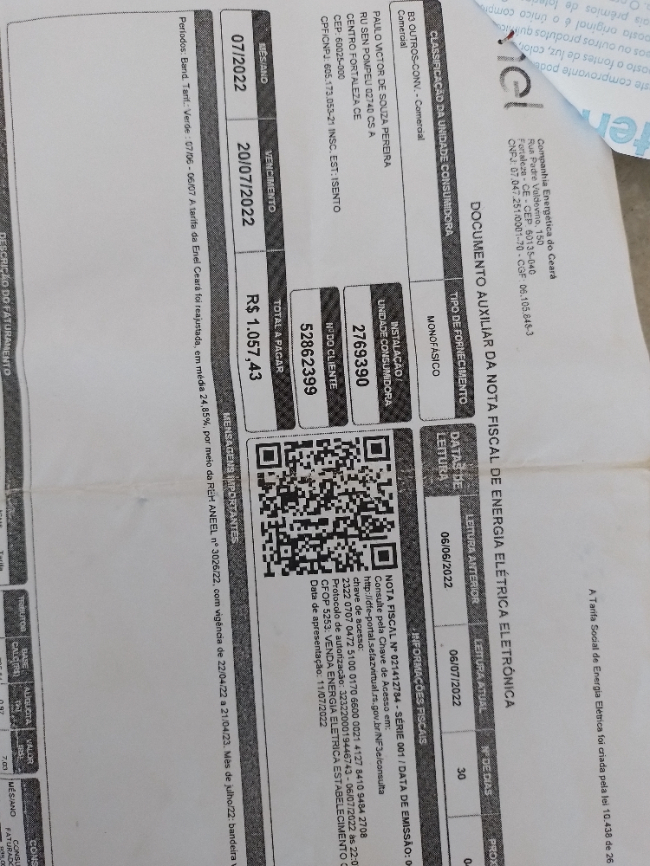 enel
Companhia Energética do Ceará
Rua Padre Valdevino, 150
Fortaleza - CE - CEP 60135-040
CNPJ: 07.047.251/0001-70 - CGF: 06.105.848-3
A Tarifa Social de Energia Elétrica foi criada pela lei 10.438 de 26
DOCUMENTO AUXILIAR DA NOTA FISCAL DE ENERGIA ELÉTRICA ELETRÔNICA
CLASSIFICAÇÃO DA UNIDADE CONSUMIDORA
B3 OUTROS-CONV. - Comercial
Comercial
TIPO DE FORNECIMENTO
MONOFÁSICO
DATAS DE LEITURA
LEITURA ANTERIOR
06/06/2022
LEITURA ATUAL
06/07/2022
Nº DE DIAS
30
PAULO VICTOR DE SOUZA PEREIRA
RU SEN POMPEU 02740 CS A
CENTRO FORTALEZA CE
CEP: 60025-000
CPF/CNPJ: 605.173.053-21 INSC. EST: ISENTO
INSTALAÇÃO / UNIDADE CONSUMIDORA
2769390
Nº DO CLIENTE
52862399
INFORMAÇÕES FISCAIS
NOTA FISCAL Nº 021412784 - SÉRIE 001 / DATA DE EMISSÃO: 0
Consulte pela Chave de Acesso em:
http://dfe-portal.sefazvirtual.rs.gov.br/NF3e/consulta
chave de acesso:
2322 0707 0472 5100 0170 6600 0021 4127 8410 9484 2708
Protocolo de autorização: 3232200019446743 - 06/07/2022 às 22:0
CFOP 5253: VENDA ENERGIA ELETRICA ESTABELECIMENTO C
Data de apresentação: 11/07/2022
MÊS/ANO
07/2022
VENCIMENTO
20/07/2022
TOTAL A PAGAR
R$ 1.057,43
MENSAGENS IMPORTANTES
Períodos: Band. Tarif.: Verde : 07/06 - 06/07 A tarifa da Enel Ceará foi reajustada, em média 24,85%, por meio da REH ANEEL nº 3026/22, com vigência de 22/04/22 a 21/04/23. Mês de julho/22: bandeira
DESCRIÇÃO DO FATURAMENTO
Tarifa
TRIBUTOS
BASE
ALÍQUOTA
VALOR
MÊS/ANO
ste comprovante pode